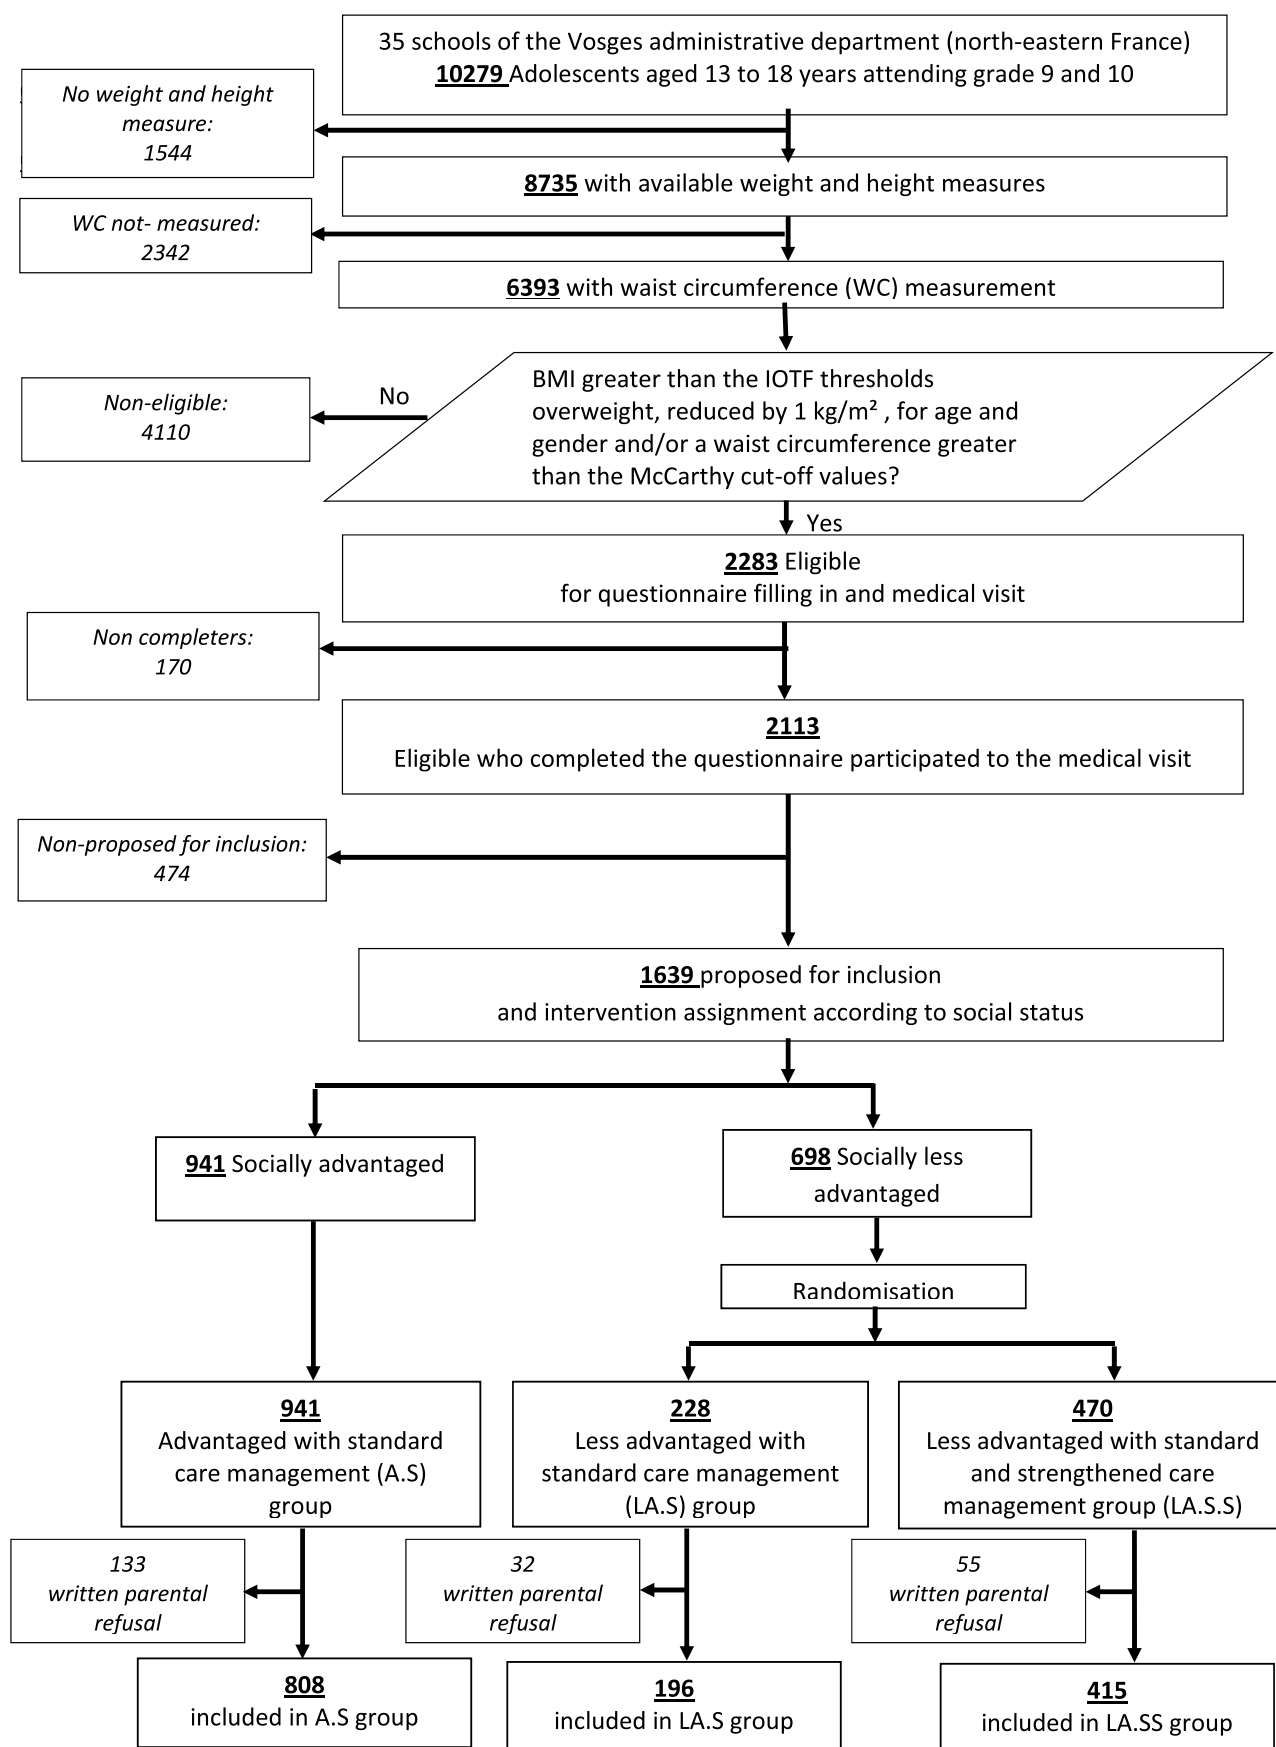 35 schools of the Vosges administrative department (north-eastern France)
10279 Adolescents aged 13 to 18 years attending grade 9 and 10
No weight and height
measure:
1544
8735 with available weight and height measures
WC not- measured:
2342
6393 with waist circumference (WC) measurement
BMI greater than the IOTF thresholds
overweight, reduced by 1 kg/m² , for age and
gender and/or a waist circumference greater
than the McCarthy cut-off values?
No
Non-eligible:
4110
Yes
2283 Eligible
for questionnaire filling in and medical visit
Non completers:
170
2113
Eligible who completed the questionnaire participated to the medical visit
Non-proposed for inclusion:
474
1639 proposed for inclusion
and intervention assignment according to social status
941 Socially advantaged
698 Socially less
advantaged
Randomisation
941
Advantaged with standard
care management (A.S)
group
228
Less advantaged with
standard care management
(LA.S) group
470
Less advantaged with standard
and strengthened care
management group (LA.S.S)
133
written parental
refusal
32
written parental
refusal
55
written parental
refusal
808
included in A.S group
196
included in LA.S group
415
included in LA.SS group